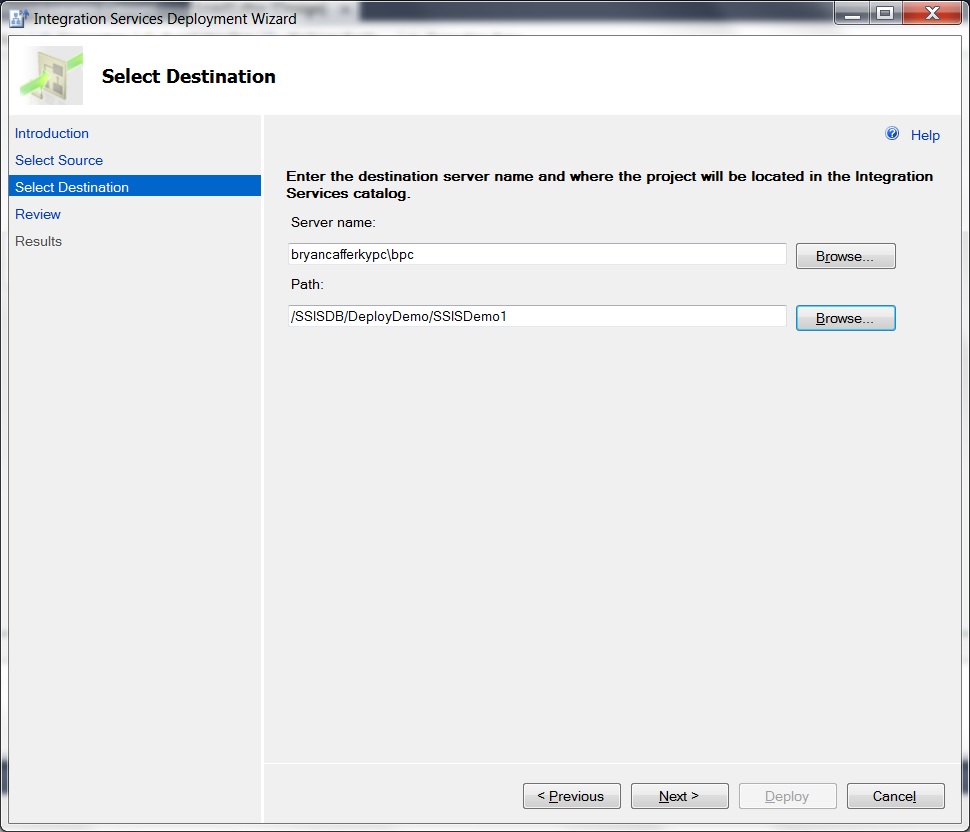 Integration Services Deployment Wizard
Select Destination
Introduction
Select Source
Select Destination
Review
Results
Help
Enter the destination server name and where the project will be located in the Integration
Services catalog.
Server name:
bryancafferkypc\bpc
Browse...
Path:
/SSISDB/DeployDemo/SSISDemo1
Browse...
< Previous
Next >
Deploy
Cancel